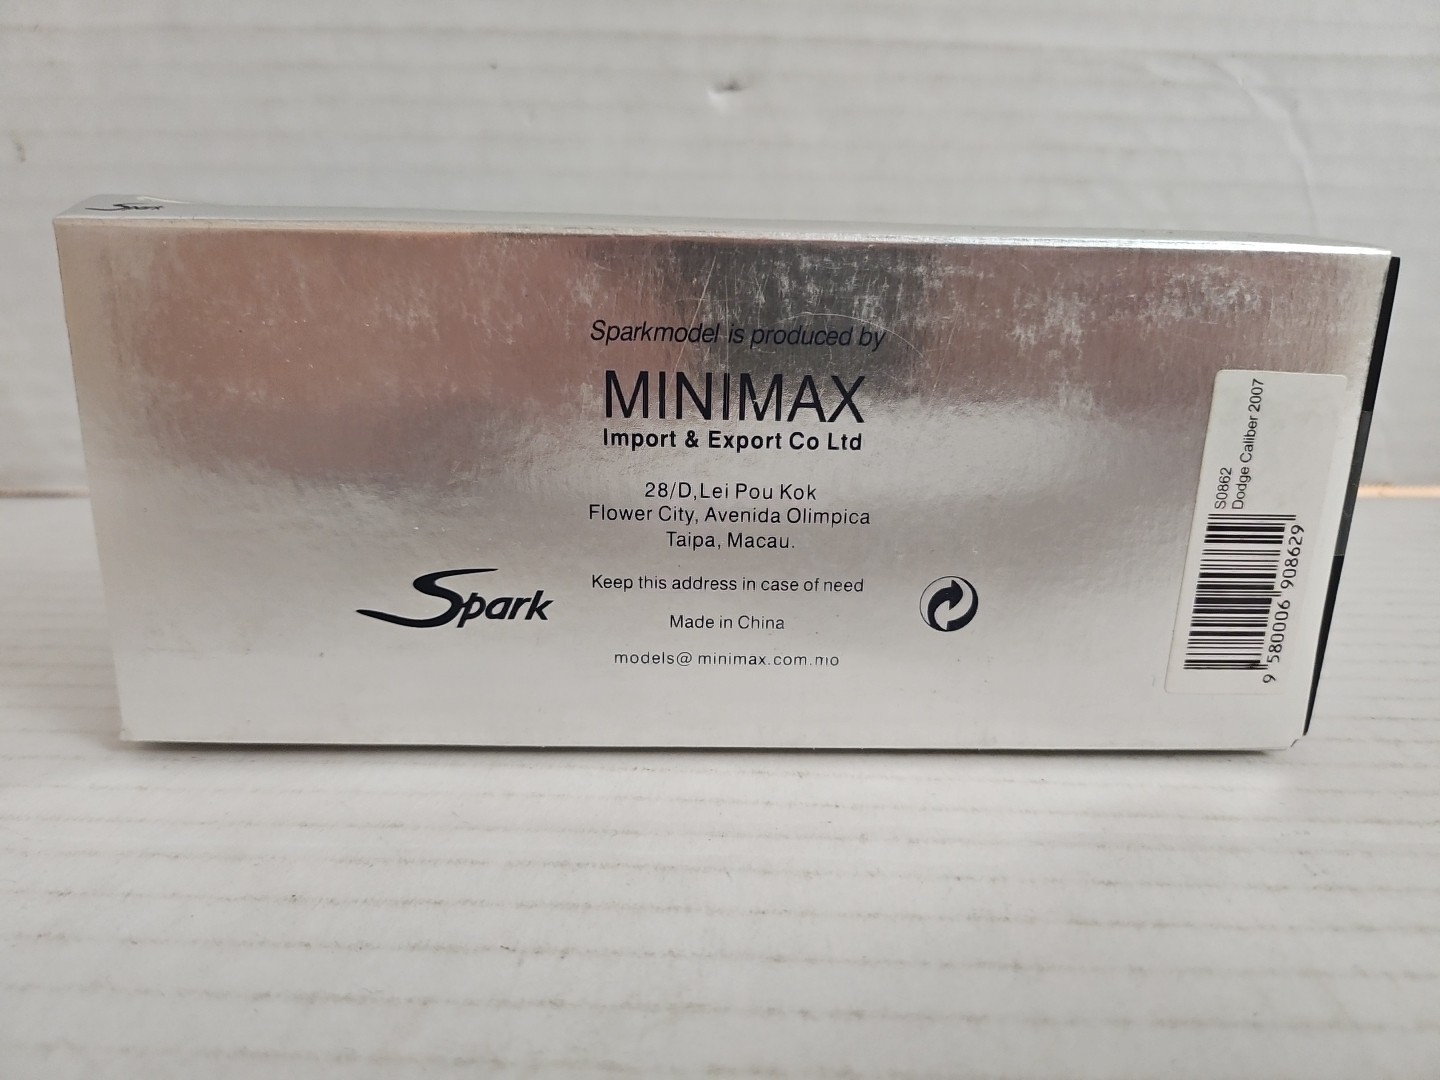 Spark
Sparkmodel is produced by
MINIMAX
Import & Export Co Ltd
28/D,Lei Pou Kok
Flower City, Avenida Olimpica
Taipa, Macau.
Keep this address in case of need
Made in China
models@ minimax.com.mo
Spark
S0862
Dodge Caliber 2007
9 580006 908629